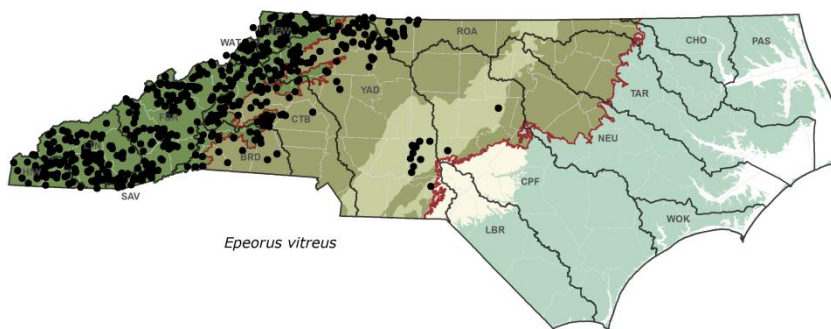 NEW
ROA
CHO
PAS
WAT
YAD
TAR
FBR
CTB
NEU
BRD
CPF
SAV
WOK
LBR
Epeorus vitreus